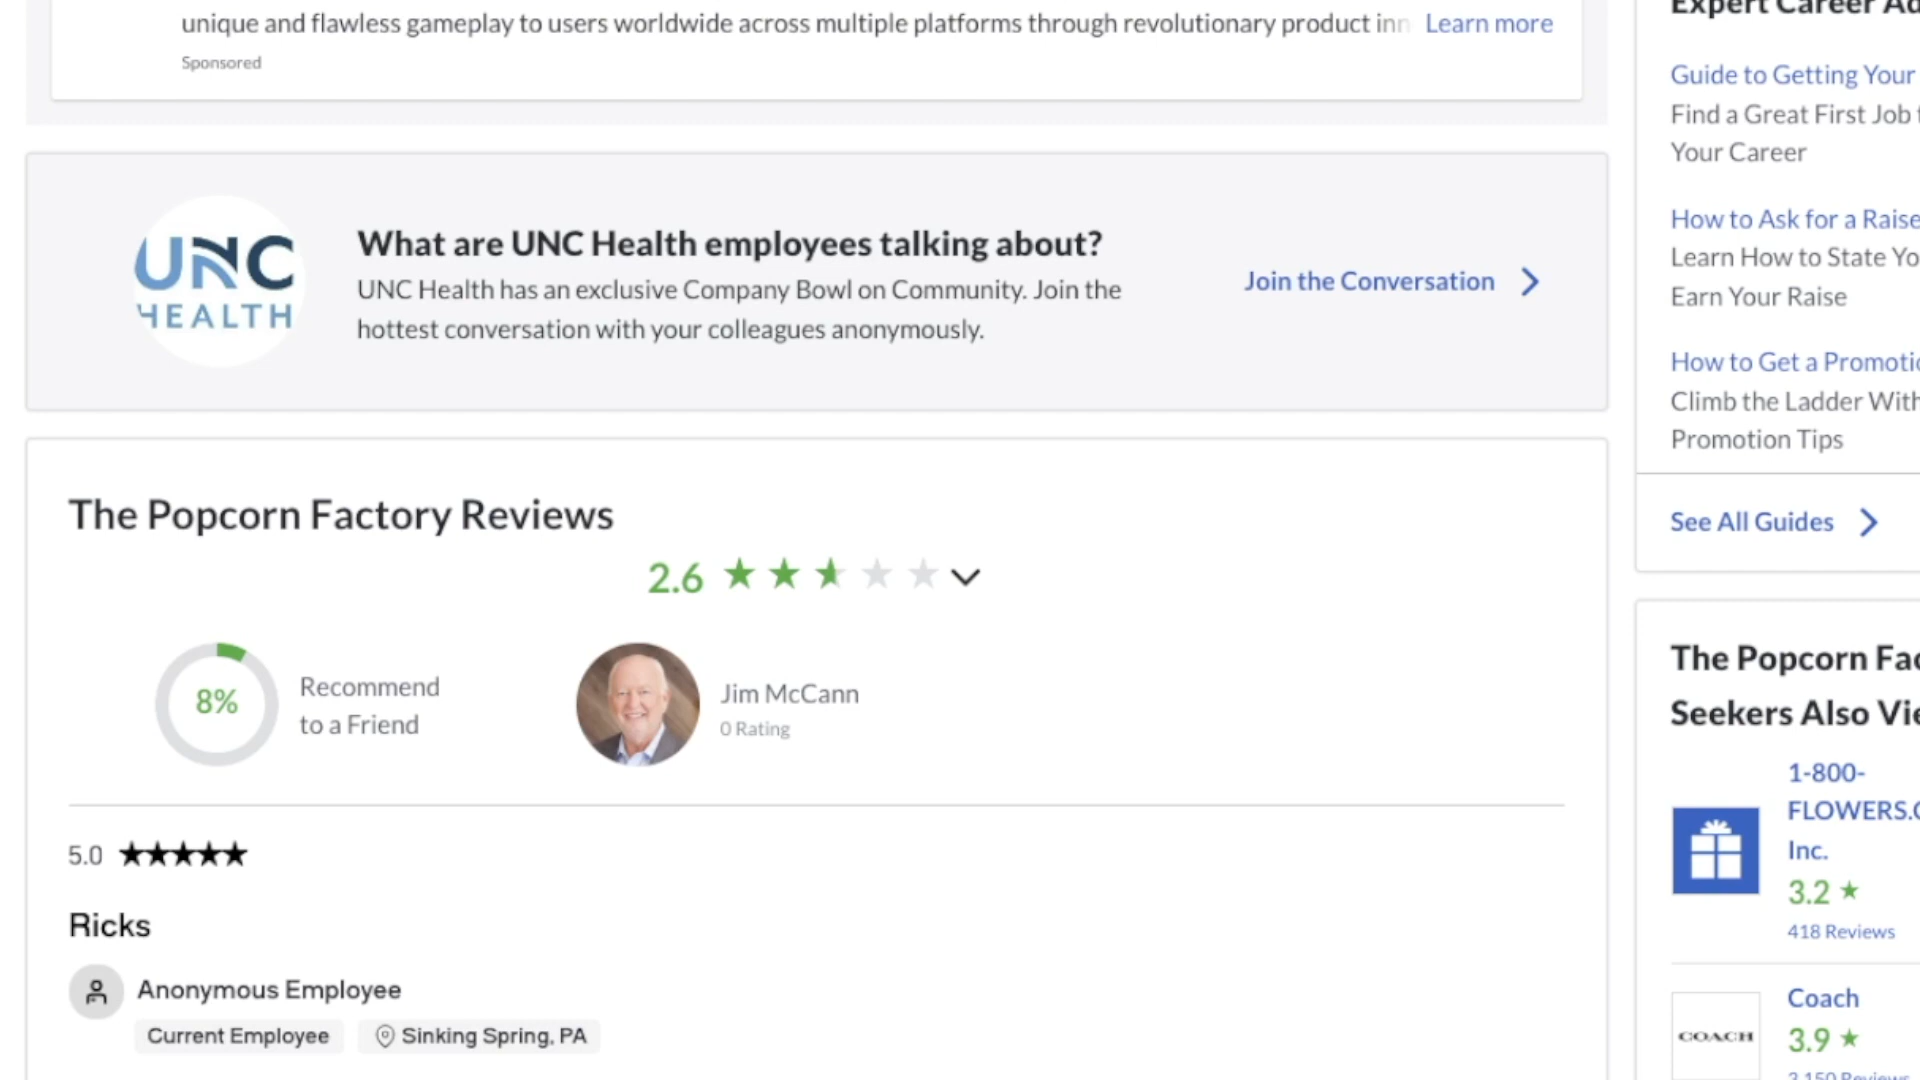 unique and flawless gameplay to users worldwide across multiple platforms through revolutionary product inn Learn more
Sponsored
UNC
HEALTH
What are UNC Health employees talking about?
UNC Health has an exclusive Company Bowl on Community. Join the
hottest conversation with your colleagues anonymously.
Join the Conversation
The Popcorn Factory Reviews
2.6
8%
Recommend
to a Friend
Jim McCann
0 Rating
5.0
Ricks
Anonymous Employee
Current Employee
Sinking Spring, PA
Expert Career Ad
Guide to Getting Your
Find a Great First Job
Your Career
How to Ask for a Raise
Learn How to State Yo
Earn Your Raise
How to Get a Promotio
Climb the Ladder With
Promotion Tips
See All Guides
The Popcorn Fac
Seekers Also Vie
1-800-
FLOWERS.C
Inc.
3.2
418 Reviews
COACH
Coach
3.9
3,150 Reviews